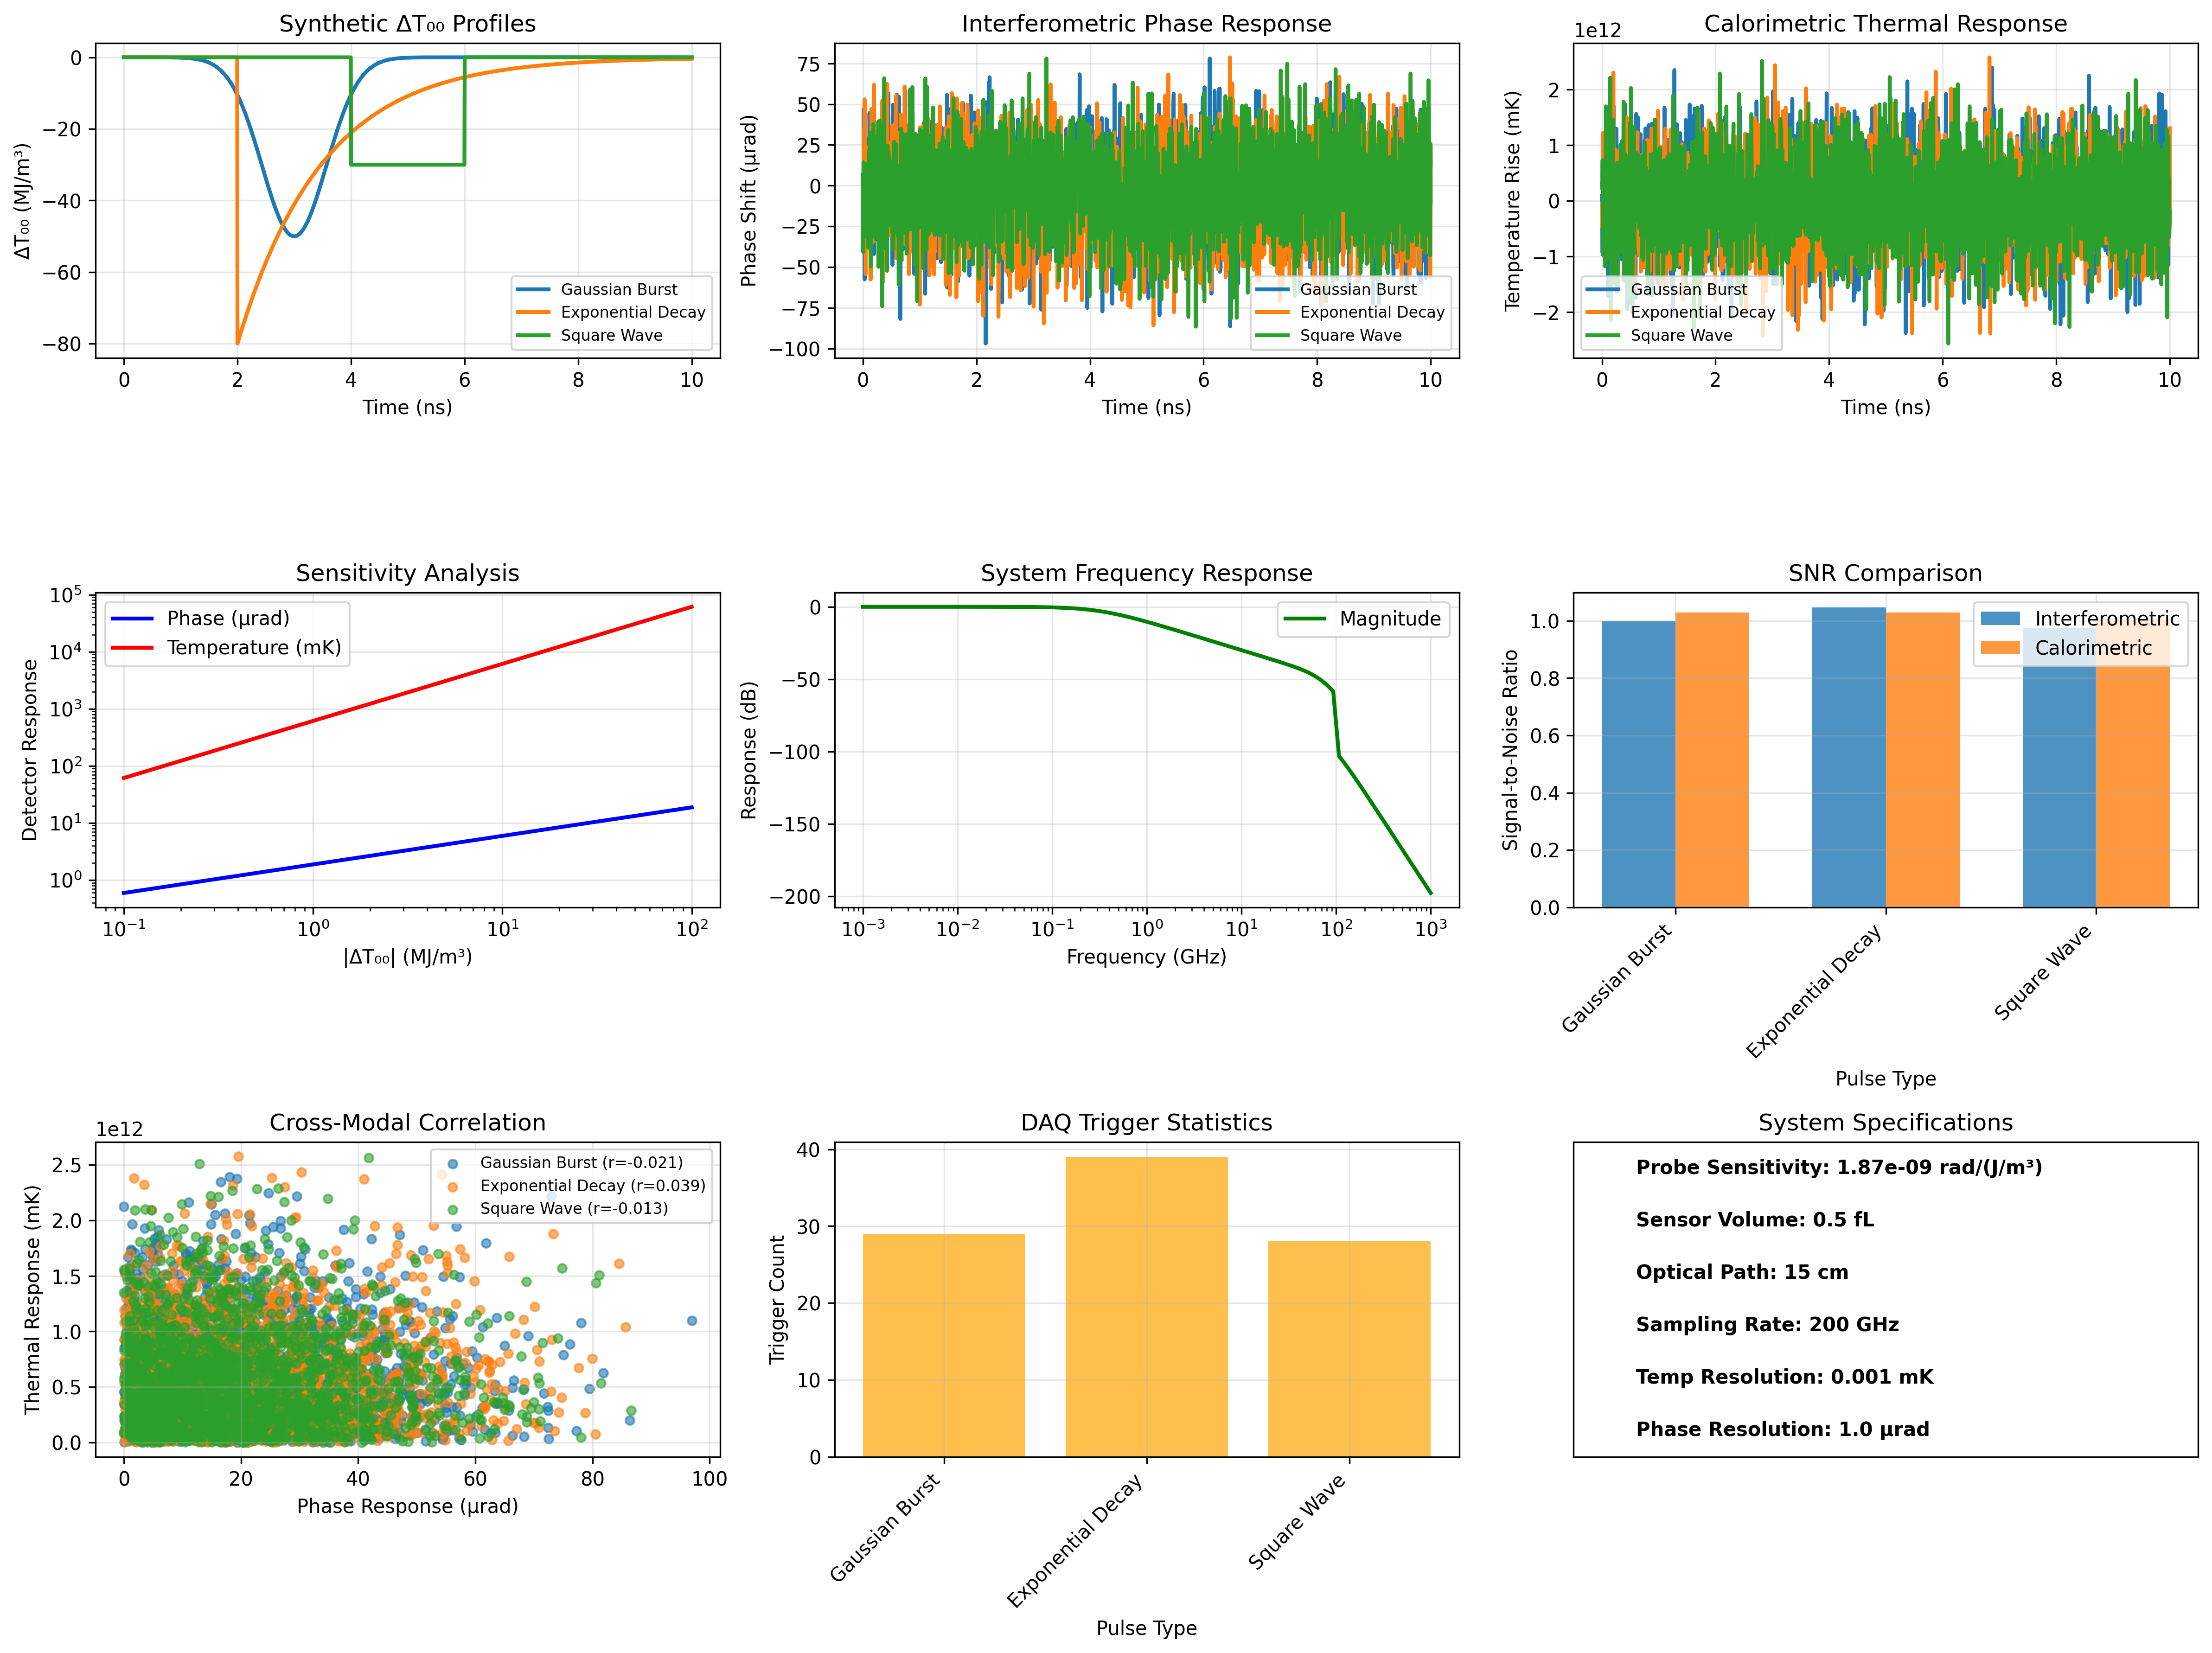 Synthetic ΔT₀₀ Profiles
ΔT₀₀ (MJ/m³)
0
−20
−40
−60
−80
Gaussian Burst
Exponential Decay
Square Wave
0 2 4 6 8 10
Time (ns)
Interferometric Phase Response
Phase Shift (μrad)
75
50
25
0
−25
−50
−75
−100
Gaussian Burst
Exponential Decay
Square Wave
0 2 4 6 8 10
Time (ns)
Calorimetric Thermal Response
1e12
Temperature Rise (mK)
2
1
0
−1
−2
Gaussian Burst
Exponential Decay
Square Wave
0 2 4 6 8 10
Time (ns)
Sensitivity Analysis
Detector Response
10⁵
10⁴
10³
10²
10¹
10⁰
Phase (μrad)
Temperature (mK)
10⁻¹ 10⁰ 10¹ 10²
|ΔT₀₀| (MJ/m³)
System Frequency Response
Response (dB)
0
−50
−100
−150
−200
Magnitude
10⁻³ 10⁻² 10⁻¹ 10⁰ 10¹ 10² 10³
Frequency (GHz)
SNR Comparison
Signal-to-Noise Ratio
1.0
0.8
0.6
0.4
0.2
0.0
Interferometric
Calorimetric
Gaussian Burst
Exponential Decay
Square Wave
Pulse Type
Cross-Modal Correlation
1e12
Thermal Response (mK)
2.5
2.0
1.5
1.0
0.5
0.0
Gaussian Burst (r=-0.021)
Exponential Decay (r=0.039)
Square Wave (r=-0.013)
0 20 40 60 80 100
Phase Response (μrad)
DAQ Trigger Statistics
Trigger Count
40
30
20
10
0
Gaussian Burst
Exponential Decay
Square Wave
Pulse Type
System Specifications
Probe Sensitivity: 1.87e-09 rad/(J/m³)
Sensor Volume: 0.5 fL
Optical Path: 15 cm
Sampling Rate: 200 GHz
Temp Resolution: 0.001 mK
Phase Resolution: 1.0 μrad